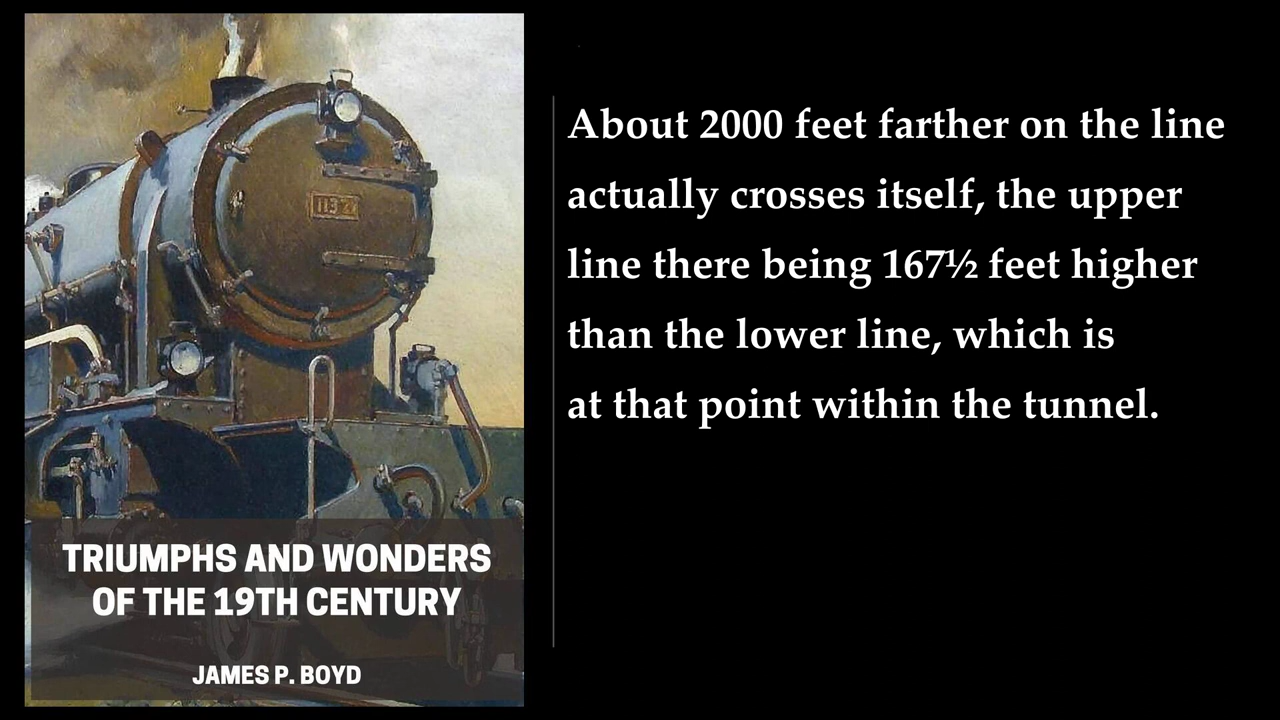 About 2000 feet farther on the line
actually crosses itself, the upper
line there being 167½ feet higher
than the lower line, which is
at that point within the tunnel.
TRIUMPHS AND WONDERS
OF THE 19TH CENTURY
JAMES P. BOYD